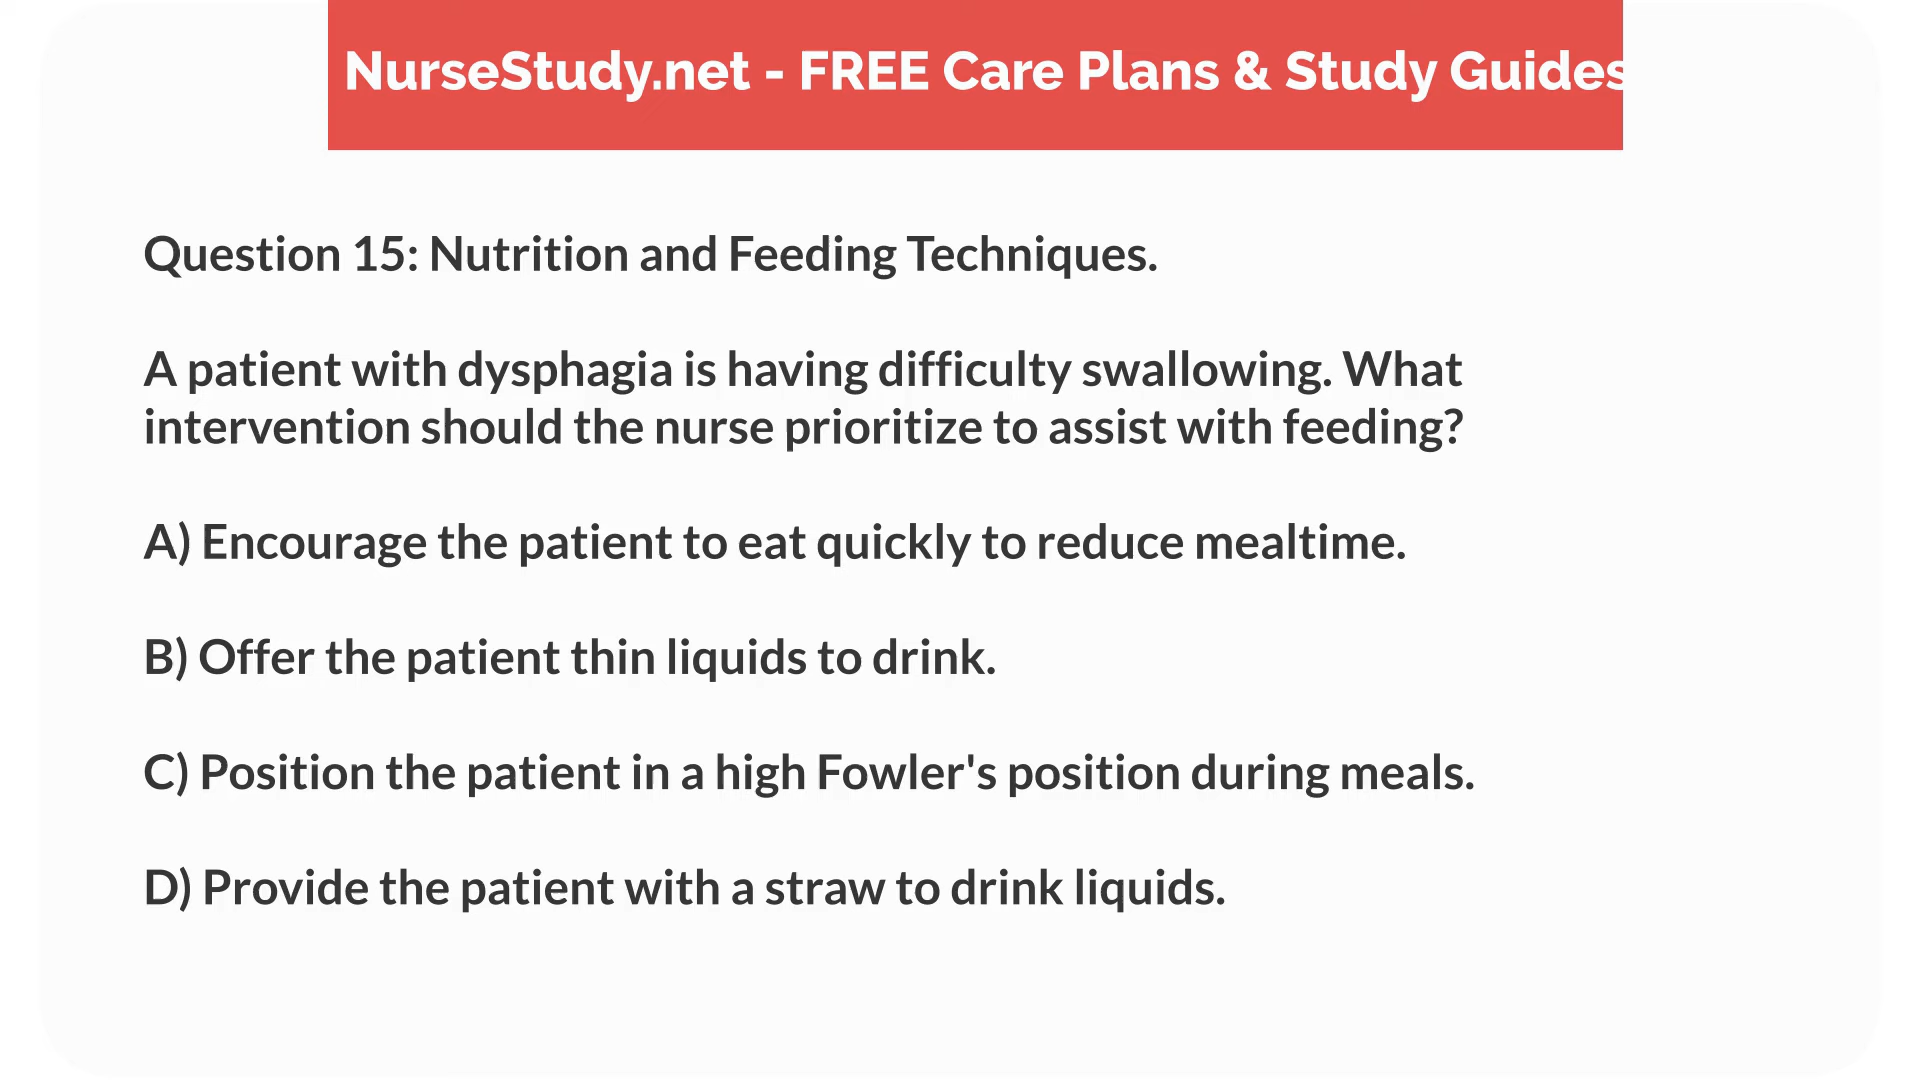 NurseStudy.net - FREE Care Plans & Study Guides
Question 15: Nutrition and Feeding Techniques.
A patient with dysphagia is having difficulty swallowing. What
intervention should the nurse prioritize to assist with feeding?
A) Encourage the patient to eat quickly to reduce mealtime.
B) Offer the patient thin liquids to drink.
C) Position the patient in a high Fowler's position during meals.
D) Provide the patient with a straw to drink liquids.